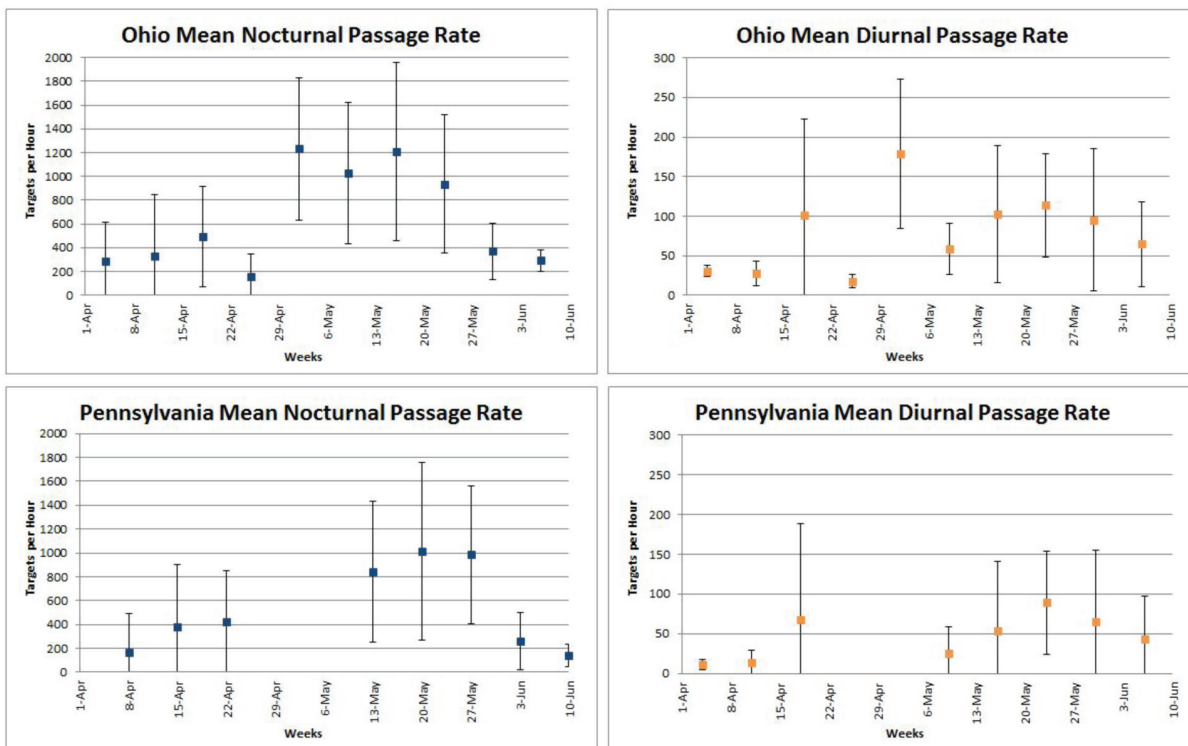 Ohio Mean Nocturnal Passage Rate
Targets per Hour
2000
1800
1600
1400
1200
1000
800
600
400
200
0
1-Apr
8-Apr
15-Apr
22-Apr
29-Apr
6-May
13-May
20-May
27-May
3-Jun
10-Jun
Weeks
Ohio Mean Diurnal Passage Rate
Targets per Hour
300
250
200
150
100
50
0
1-Apr
8-Apr
15-Apr
22-Apr
29-Apr
6-May
13-May
20-May
27-May
3-Jun
10-Jun
Weeks
Pennsylvania Mean Nocturnal Passage Rate
Targets per Hour
2000
1800
1600
1400
1200
1000
800
600
400
200
0
1-Apr
8-Apr
15-Apr
22-Apr
29-Apr
6-May
13-May
20-May
27-May
3-Jun
10-Jun
Weeks
Pennsylvania Mean Diurnal Passage Rate
Targets per Hour
300
250
200
150
100
50
0
1-Apr
8-Apr
15-Apr
22-Apr
29-Apr
6-May
13-May
20-May
27-May
3-Jun
10-Jun
Weeks